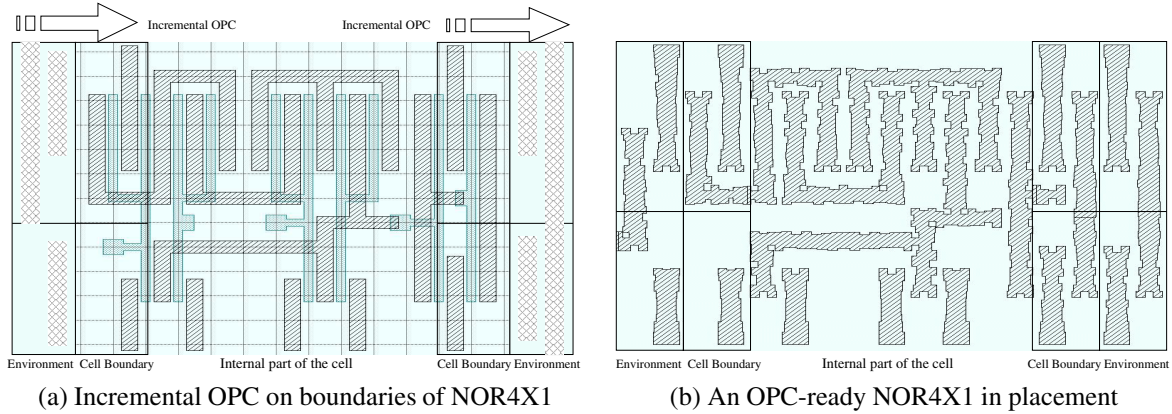 Incremental OPC
Incremental OPC
Environment Cell Boundary Internal part of the cell Cell Boundary Environment
(a) Incremental OPC on boundaries of NOR4X1
Environment Cell Boundary Internal part of the cell Cell Boundary Environment
(b) An OPC-ready NOR4X1 in placement